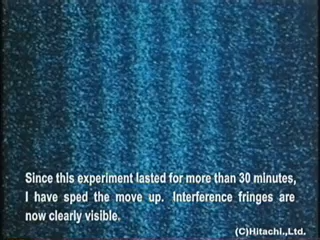 Since this experiment lasted for more than 30 minutes,
I have sped the move up. Interference fringes are
now clearly visible.
(C)Hitachi.,Ltd.